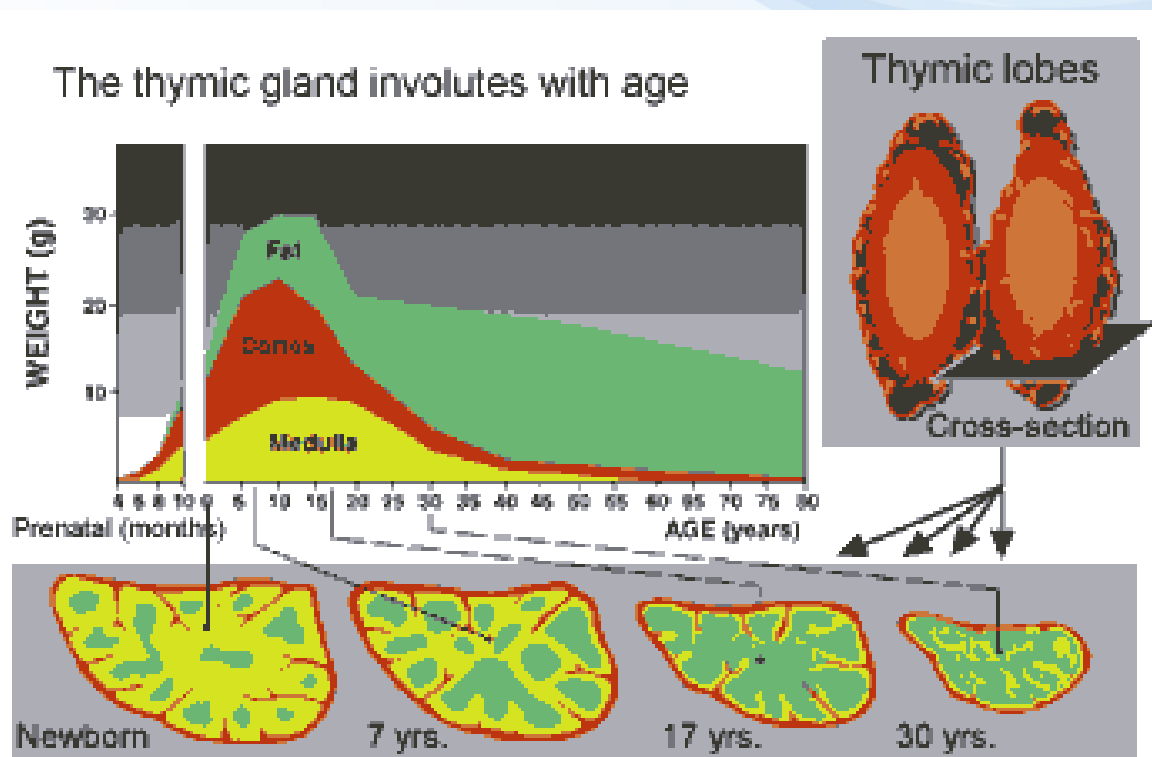 The thymic gland involutes with age
Thymic lobes
WEIGHT (g)
30
20
10
Fat
Cortex
Medulla
4 6 8 10 0 5 10 15 20 25 30 35 40 45 50 55 60 65 70 75 80
Prenatal (months)
AGE (years)
Cross-section
Newborn
7 yrs.
17 yrs.
30 yrs.